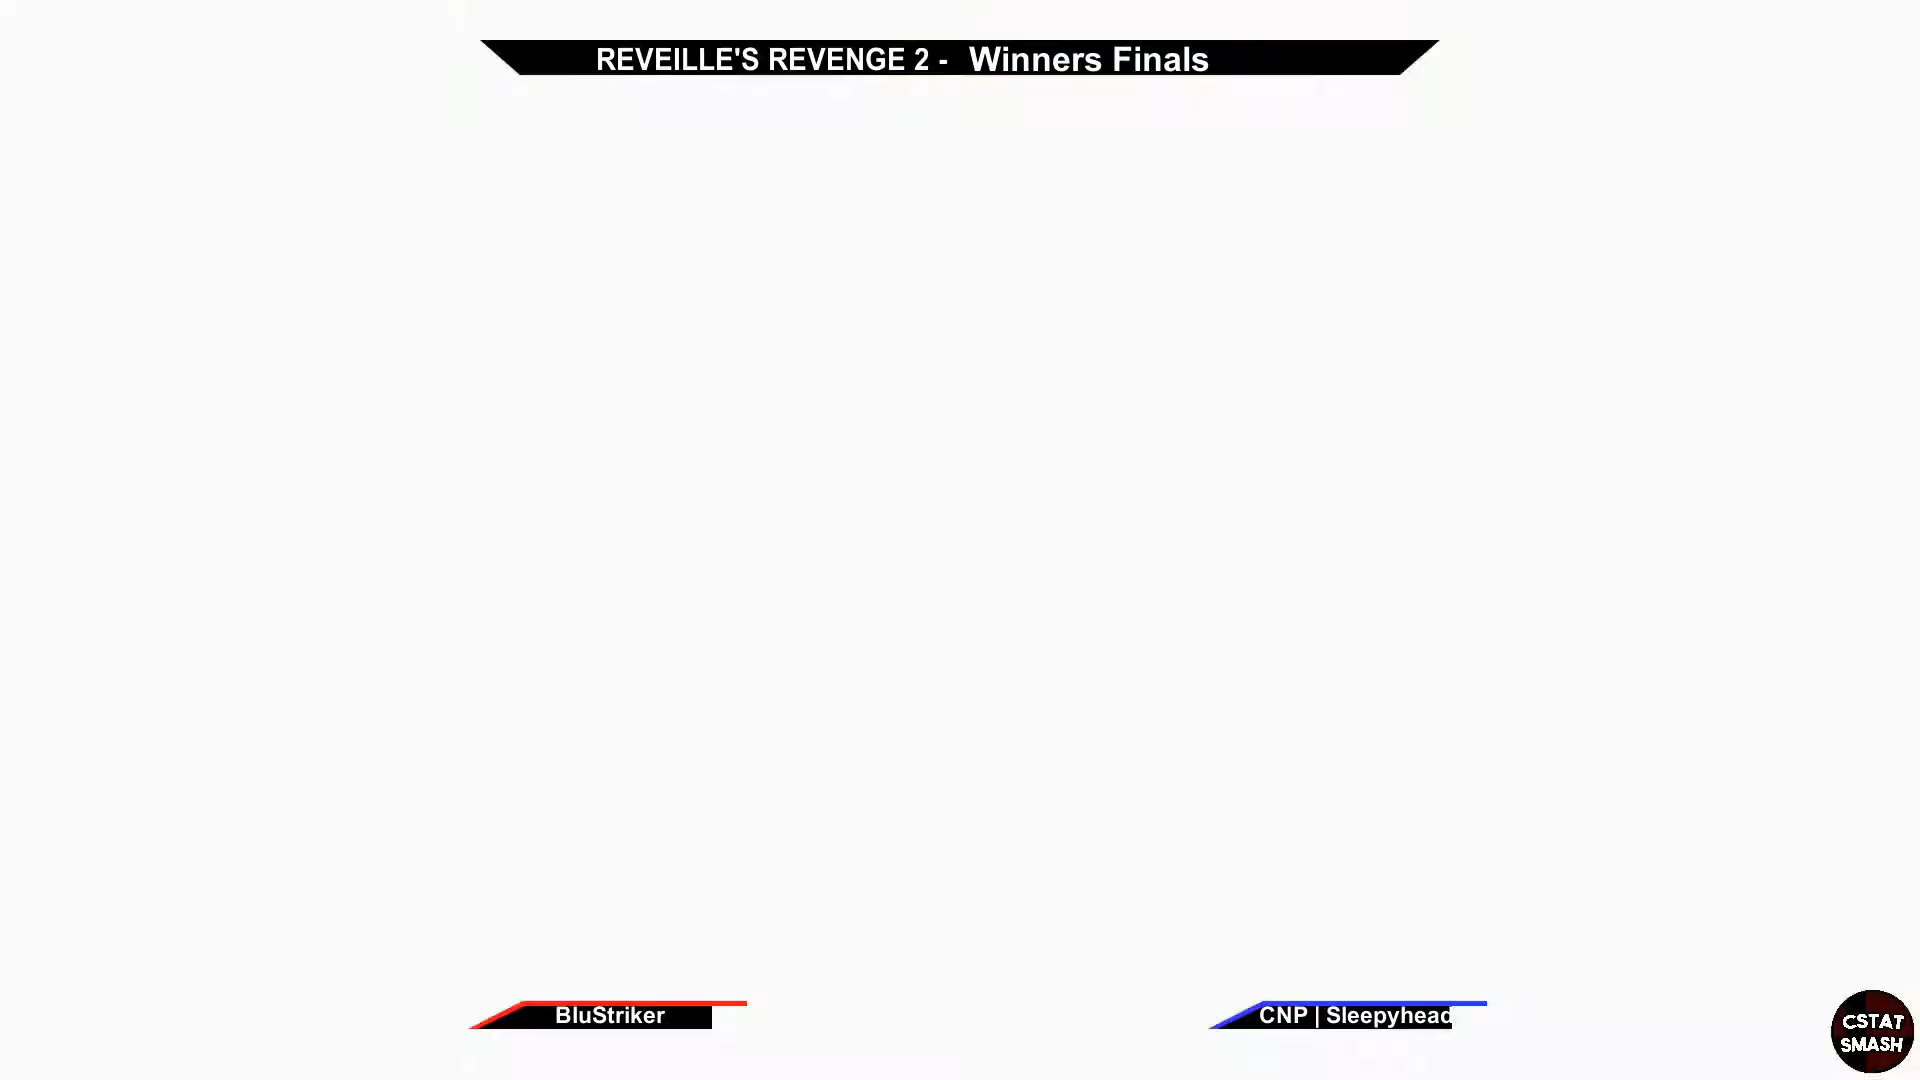 REVEILLE'S REVENGE 2 - Winners Finals
BluStriker
CNP | Sleepyhead
CSTAT
SMASH